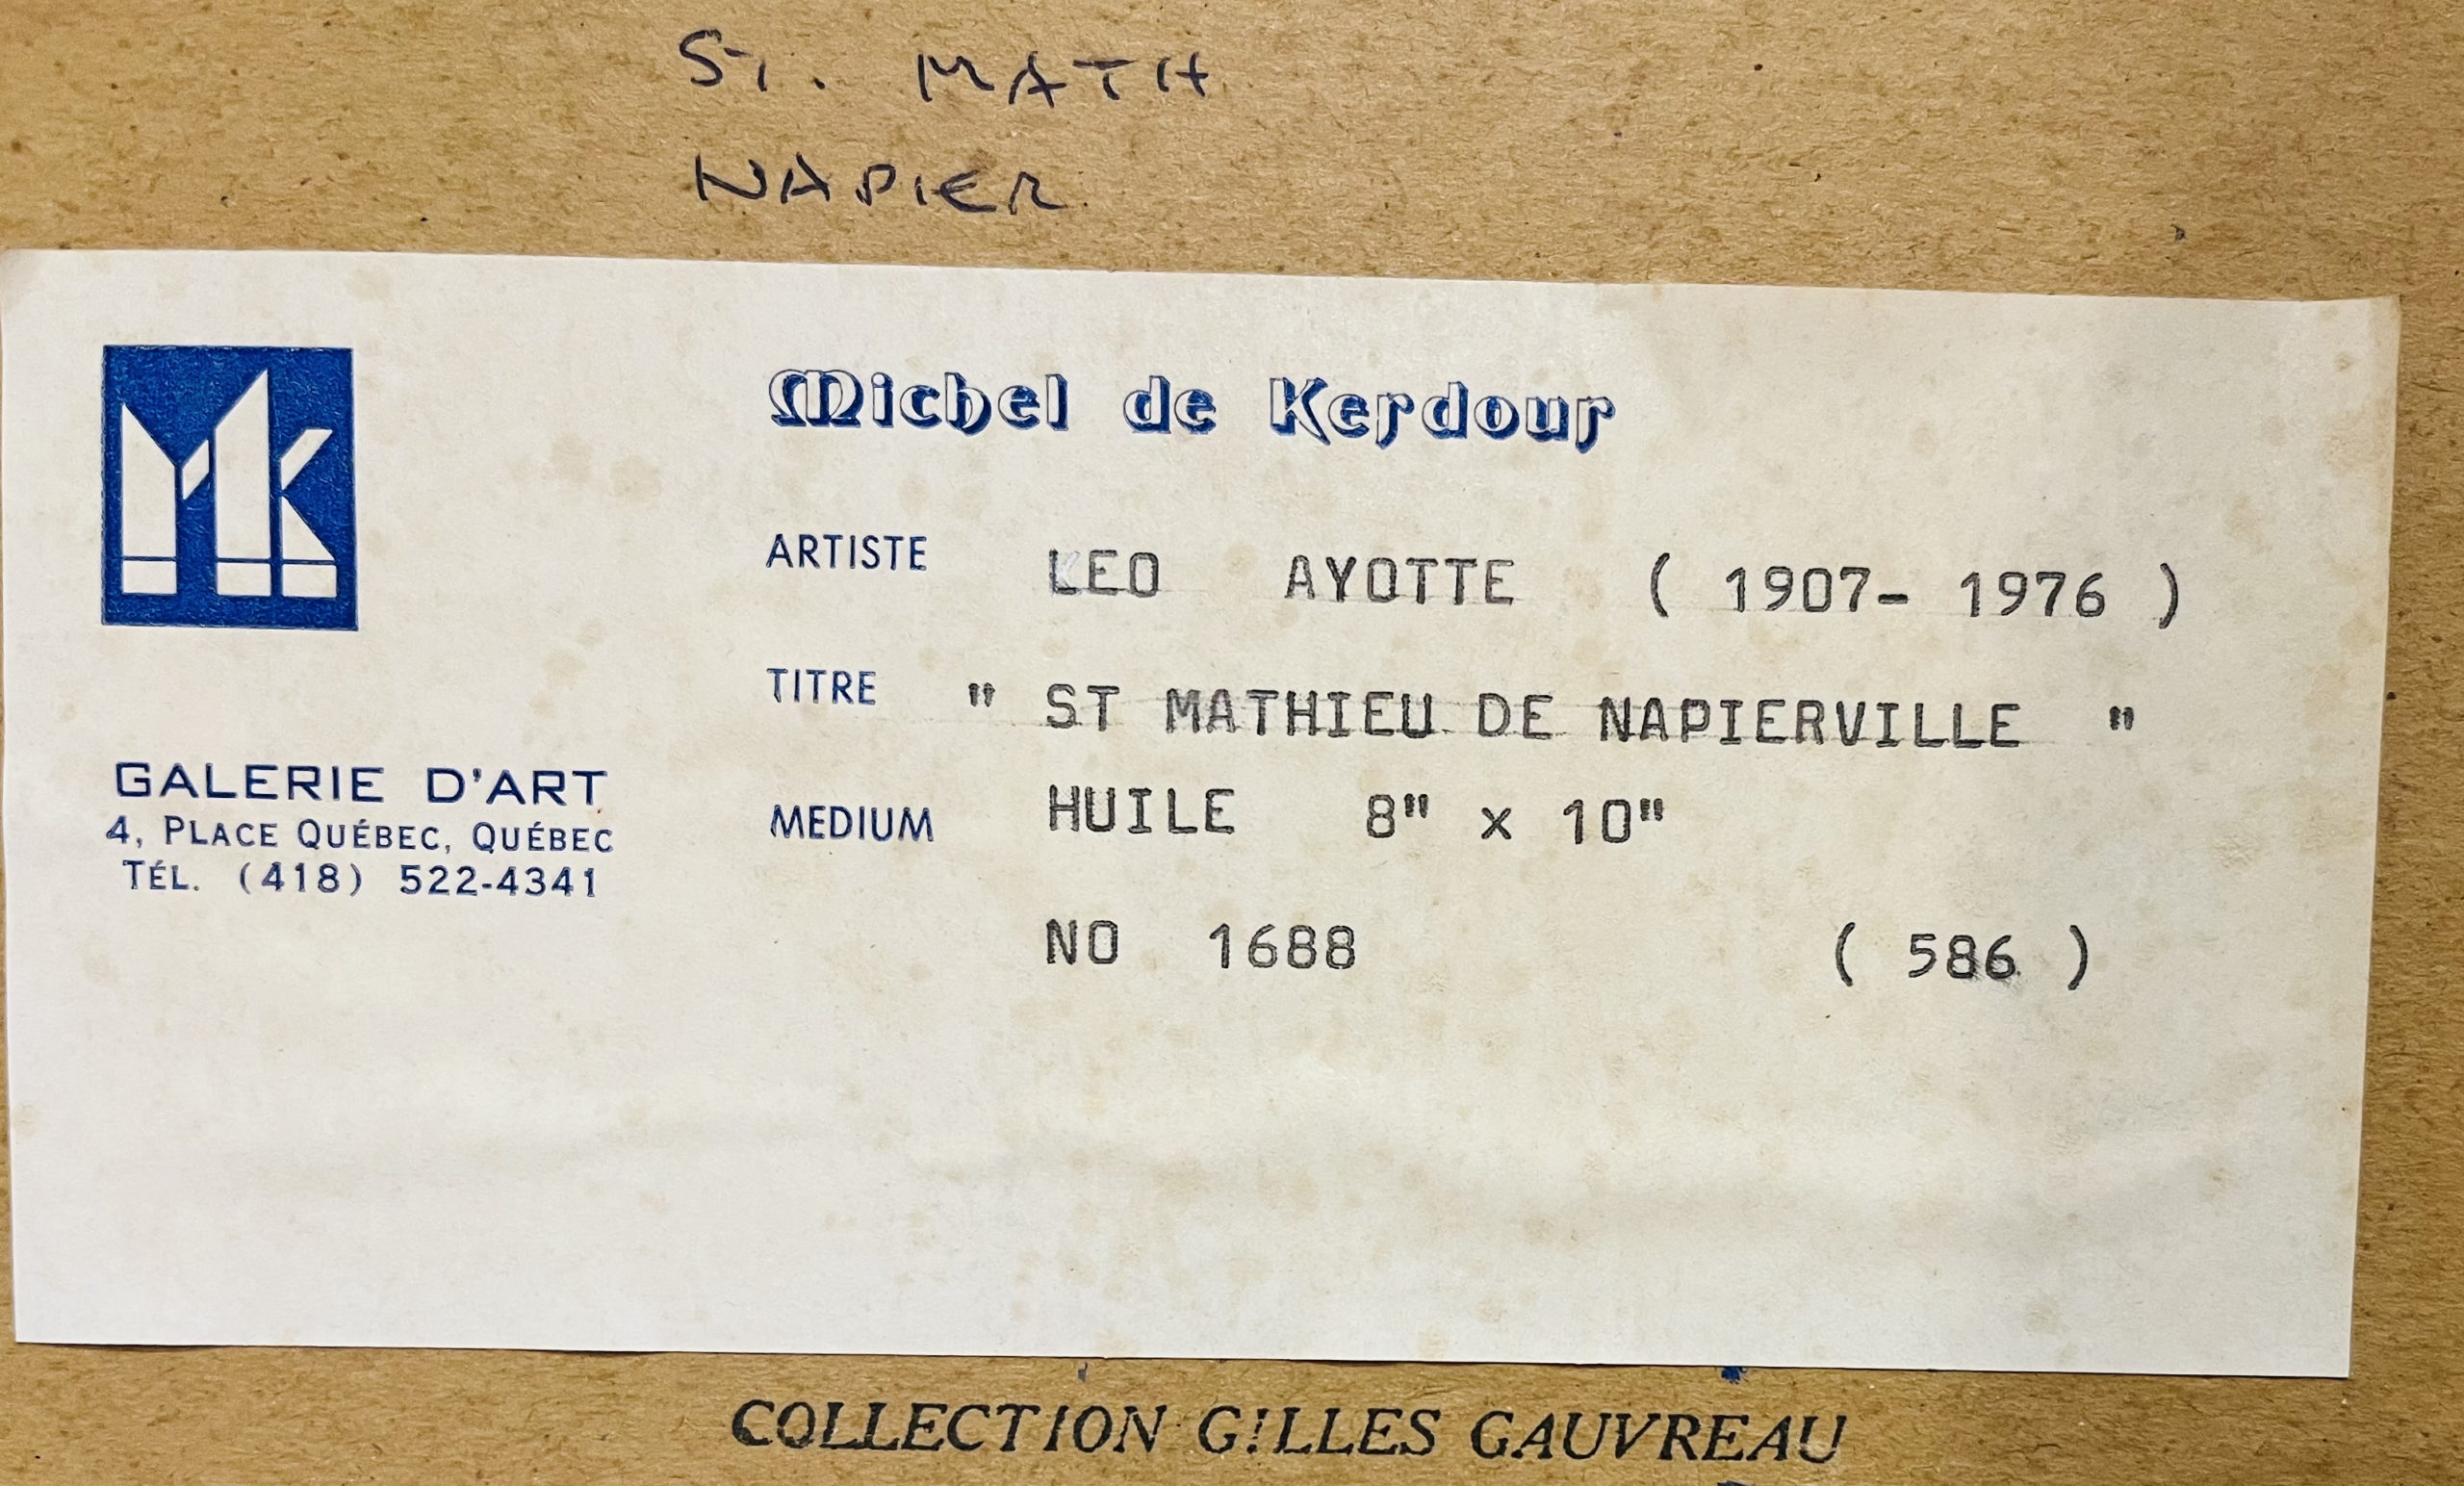 ST. MATH
NAPIER
MK
Michel de Kerdour
ARTISTE LEO AYOTTE ( 1907- 1976 )
TITRE " ST MATHIEU DE NAPIERVILLE "
MEDIUM HUILE 8" x 10"
NO 1688 ( 586 )
GALERIE D'ART
4, PLACE QUÉBEC, QUÉBEC
TÉL. (418) 522-4341
COLLECTION GILLES GAUVREAU